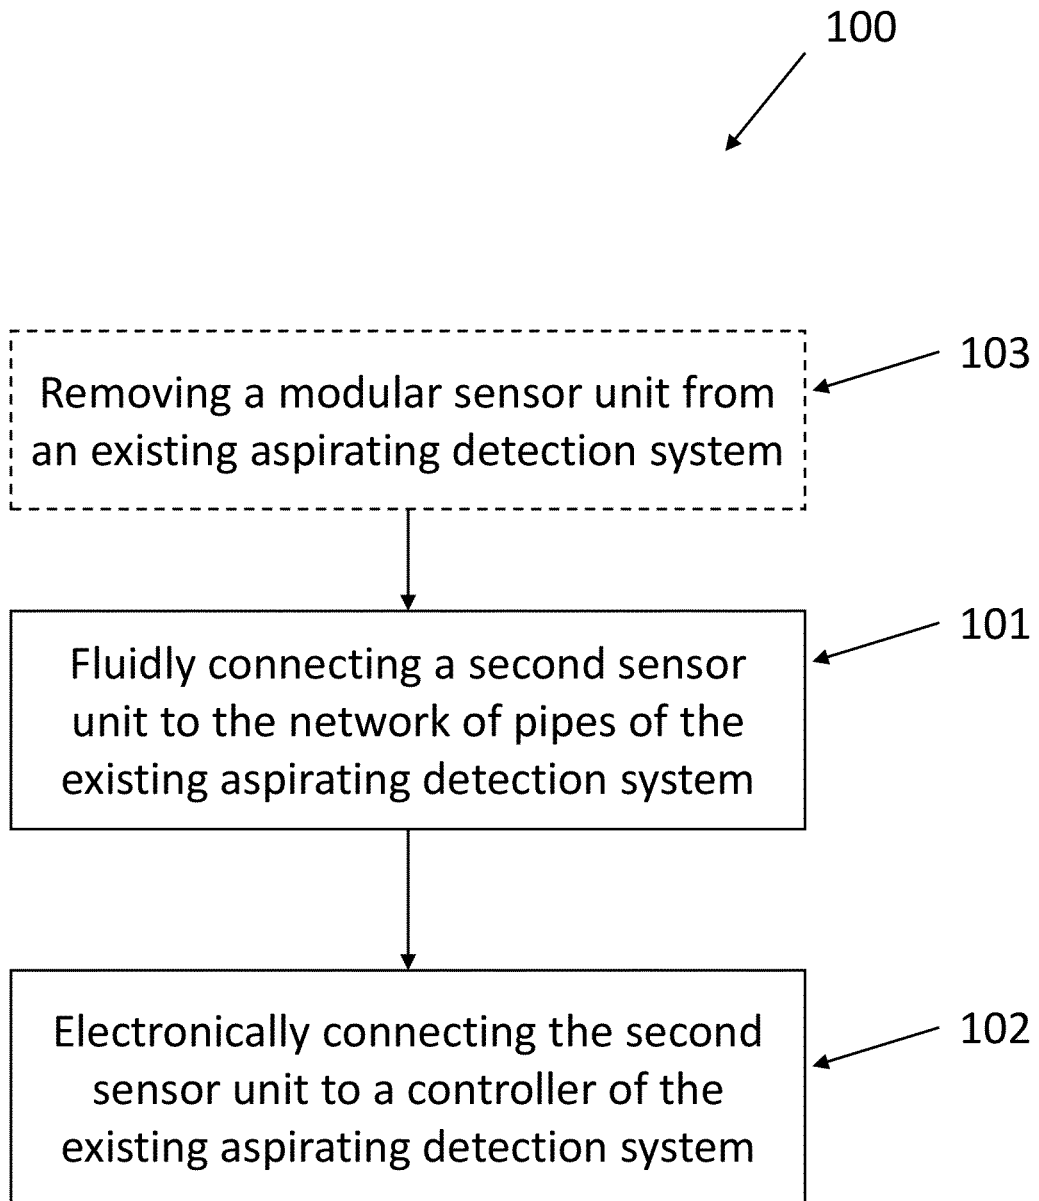 100
Removing a modular sensor unit from
an existing aspirating detection system
103
Fluidly connecting a second sensor
unit to the network of pipes of the
existing aspirating detection system
101
Electronically connecting the second
sensor unit to a controller of the
existing aspirating detection system
102